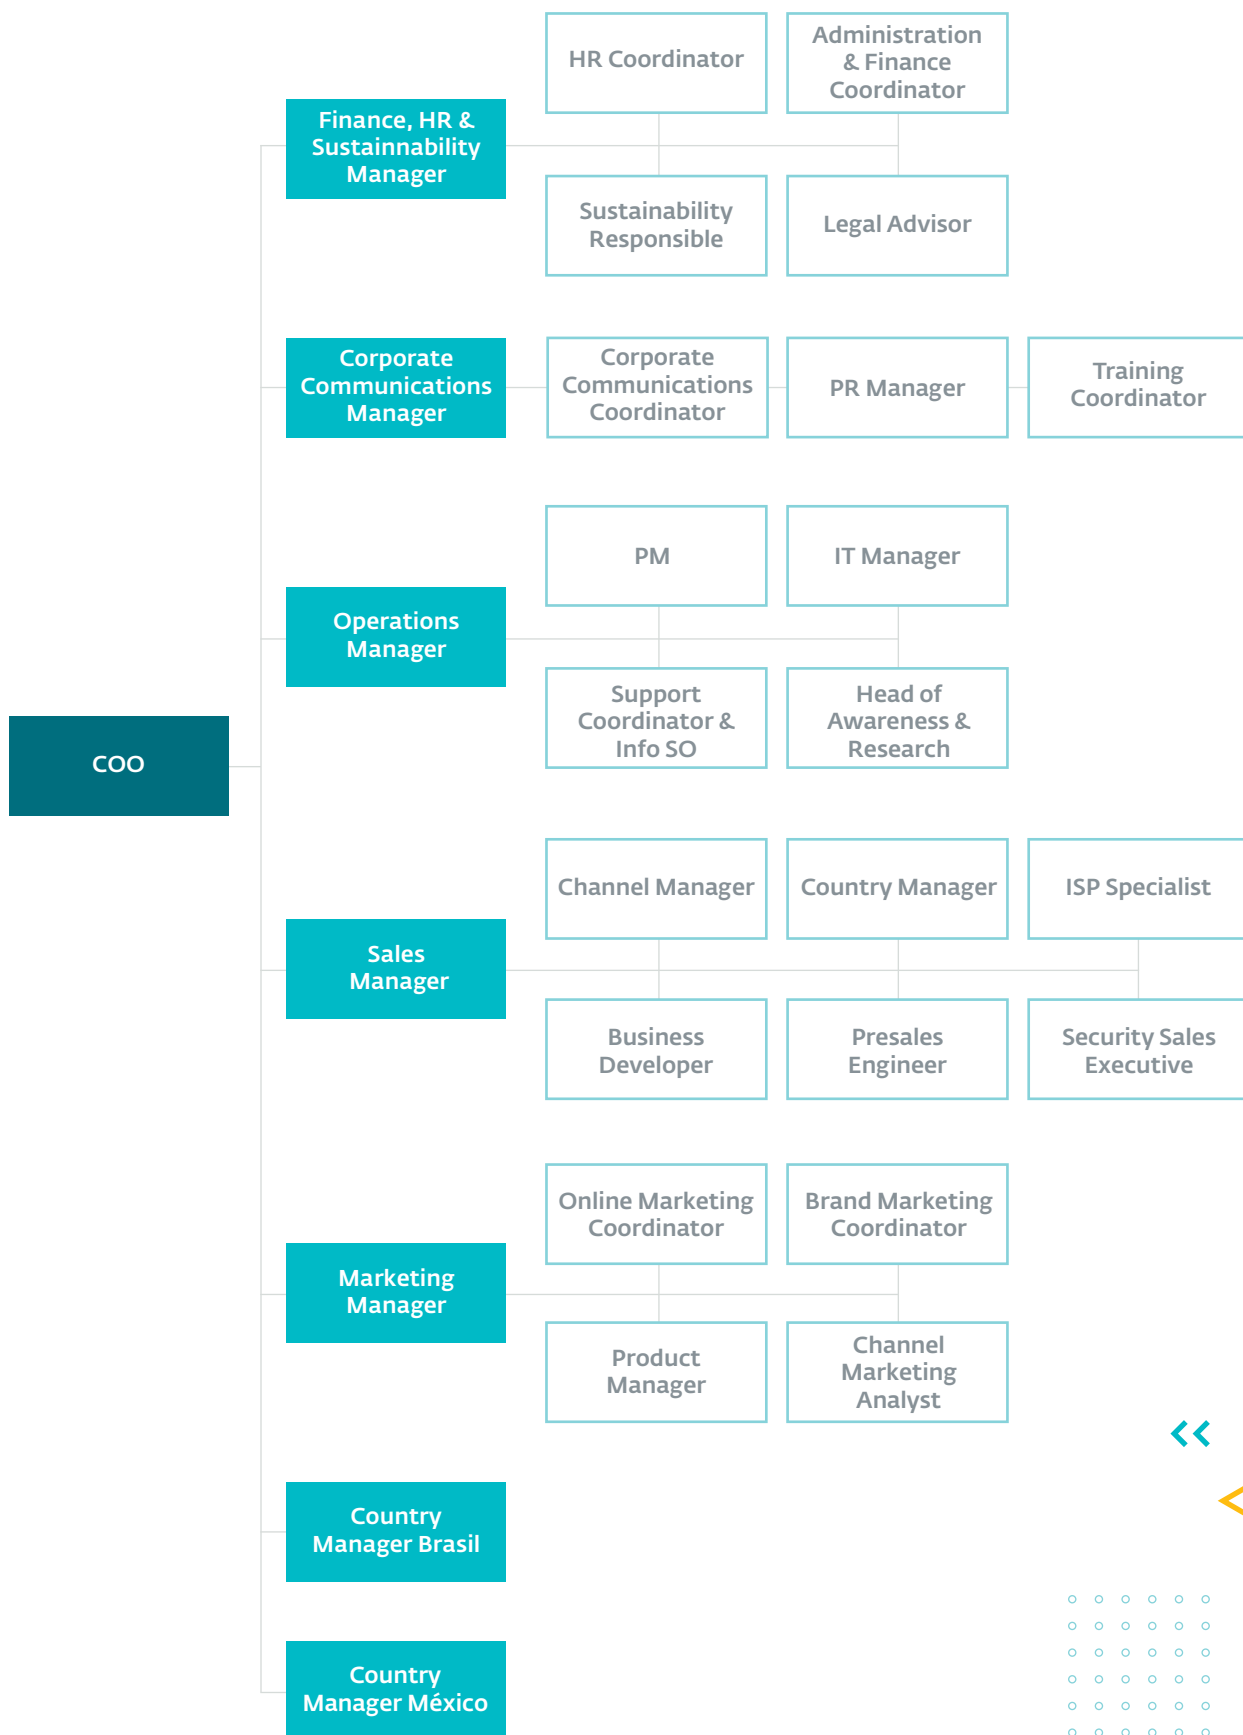 HR Coordinator
Administration
& Finance
Coordinator
Finance, HR &
Sustainnability
Manager
Sustainability
Responsible
Legal Advisor
Corporate
Communications
Manager
Corporate
Communications
Coordinator
PR Manager
Training
Coordinator
PM
IT Manager
Operations
Manager
Support
Coordinator &
Info SO
Head of
Awareness &
Research
COO
Channel Manager
Country Manager
ISP Specialist
Sales
Manager
Business
Developer
Presales
Engineer
Security Sales
Executive
Online Marketing
Coordinator
Brand Marketing
Coordinator
Marketing
Manager
Product
Manager
Channel
Marketing
Analyst
Country
Manager Brasil
Country
Manager México